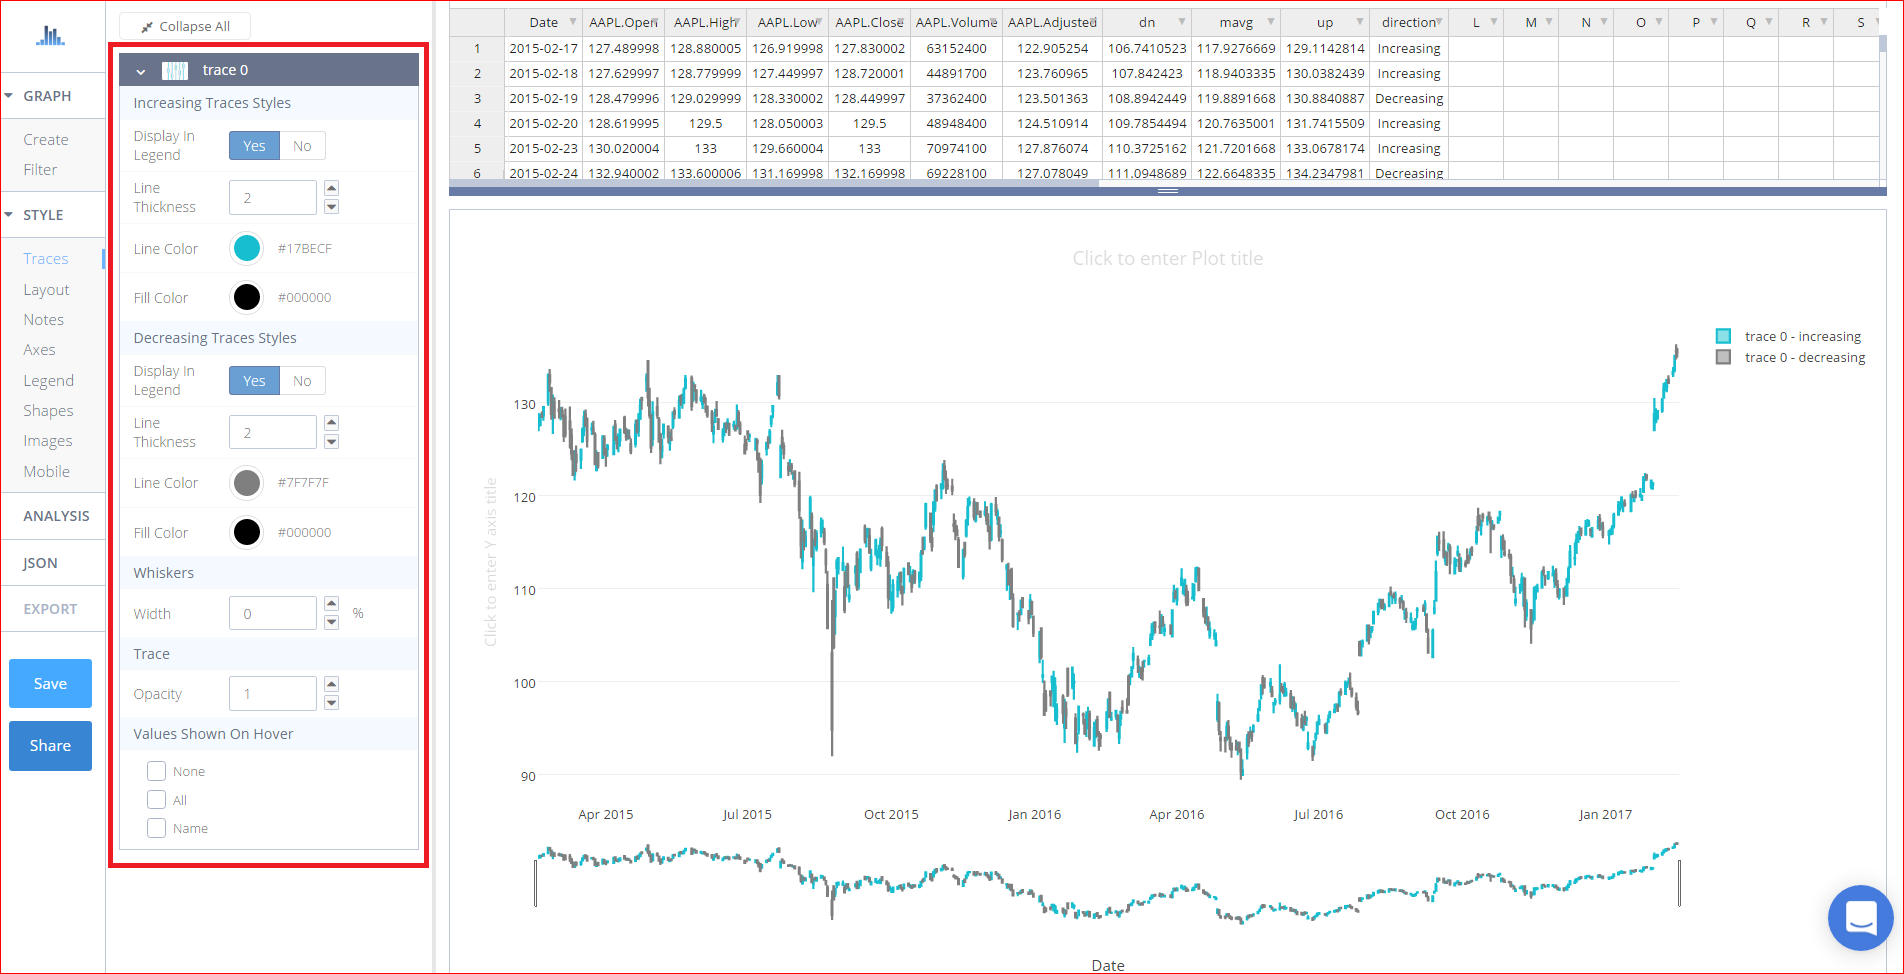 GRAPH
Create
Filter
STYLE
Traces
Layout
Notes
Axes
Legend
Shapes
Images
Mobile
ANALYSIS
JSON
EXPORT
Save
Share
Collapse All
trace 0
Increasing Traces Styles
Display In
Legend
Yes No
Line
Thickness
2
Line Color #17BECF
Fill Color #000000
Decreasing Traces Styles
Display In
Legend
Yes No
Line
Thickness
2
Line Color #7F7F7F
Fill Color #000000
Whiskers
Width 0 %
Trace
Opacity 1
Values Shown On Hover
None
All
Name
Date AAPL.Open AAPL.High AAPL.Low AAPL.Close AAPL.Volume AAPL.Adjusted dn mavg up direction L M N O P Q R S
1 2015-02-17 127.489998 128.880005 126.919998 127.830002 63152400 122.905254 106.7410523 117.9276669 129.1142814 Increasing
2 2015-02-18 127.629997 128.779999 127.449997 128.720001 44891700 123.760965 107.842423 118.9403335 130.0382439 Increasing
3 2015-02-19 128.479996 129.029999 128.330002 128.449997 37362400 123.501363 108.8942449 119.8891668 130.8840887 Decreasing
4 2015-02-20 128.619995 129.5 128.050003 129.5 48948400 124.510914 109.7854494 120.7635001 131.7415509 Increasing
5 2015-02-23 130.020004 133 129.660004 133 70974100 127.876074 110.3725162 121.7201668 133.0678174 Increasing
6 2015-02-24 132.940002 133.600006 131.169998 132.169998 69228100 127.078049 111.0948689 122.6648335 134.2347981 Decreasing
Click to enter Plot title
trace 0 - increasing
trace 0 - decreasing
Click to enter Y axis title
130
120
110
100
90
Apr 2015 Jul 2015 Oct 2015 Jan 2016 Apr 2016 Jul 2016 Oct 2016 Jan 2017
Date